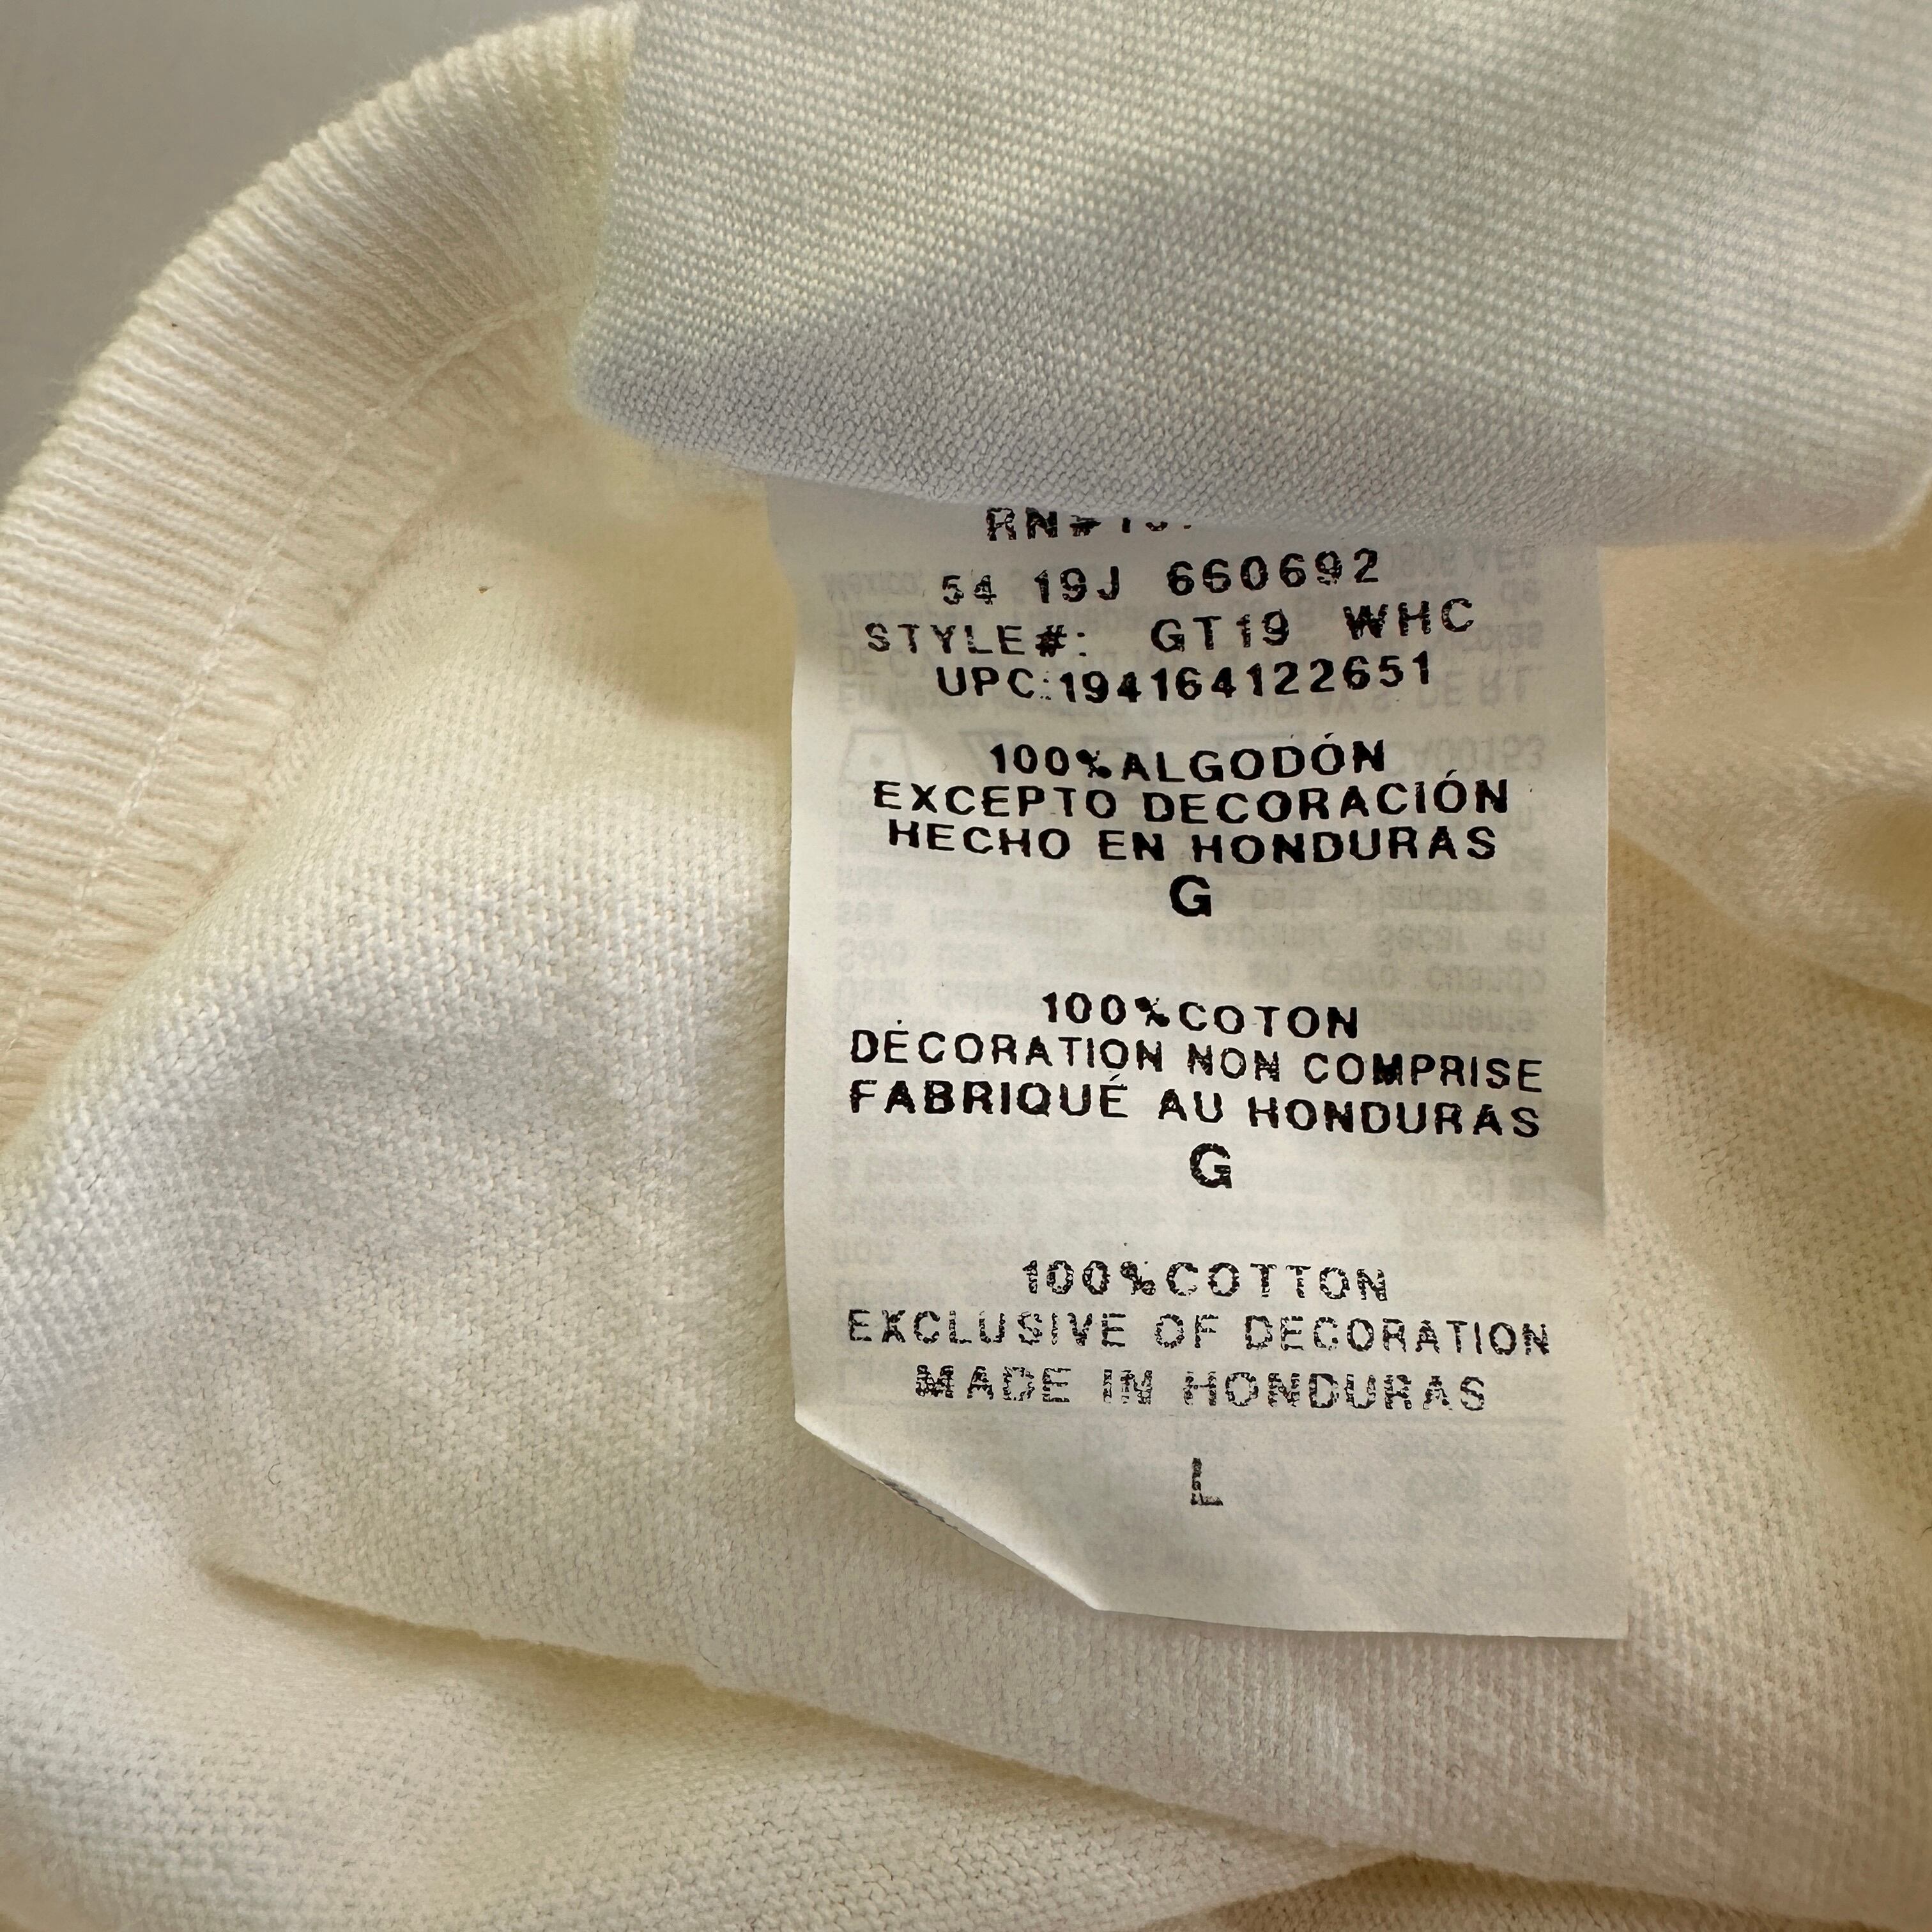 RN#
54 19J 660692
STYLE#: GT19 WHC
UPC:194164122651
100%ALGODÓN
EXCEPTO DECORACIÓN
HECHO EN HONDURAS
G
100%COTON
DÉCORATION NON COMPRISE
FABRIQUÉ AU HONDURAS
G
100%COTTON
EXCLUSIVE OF DECORATION
MADE IN HONDURAS
L